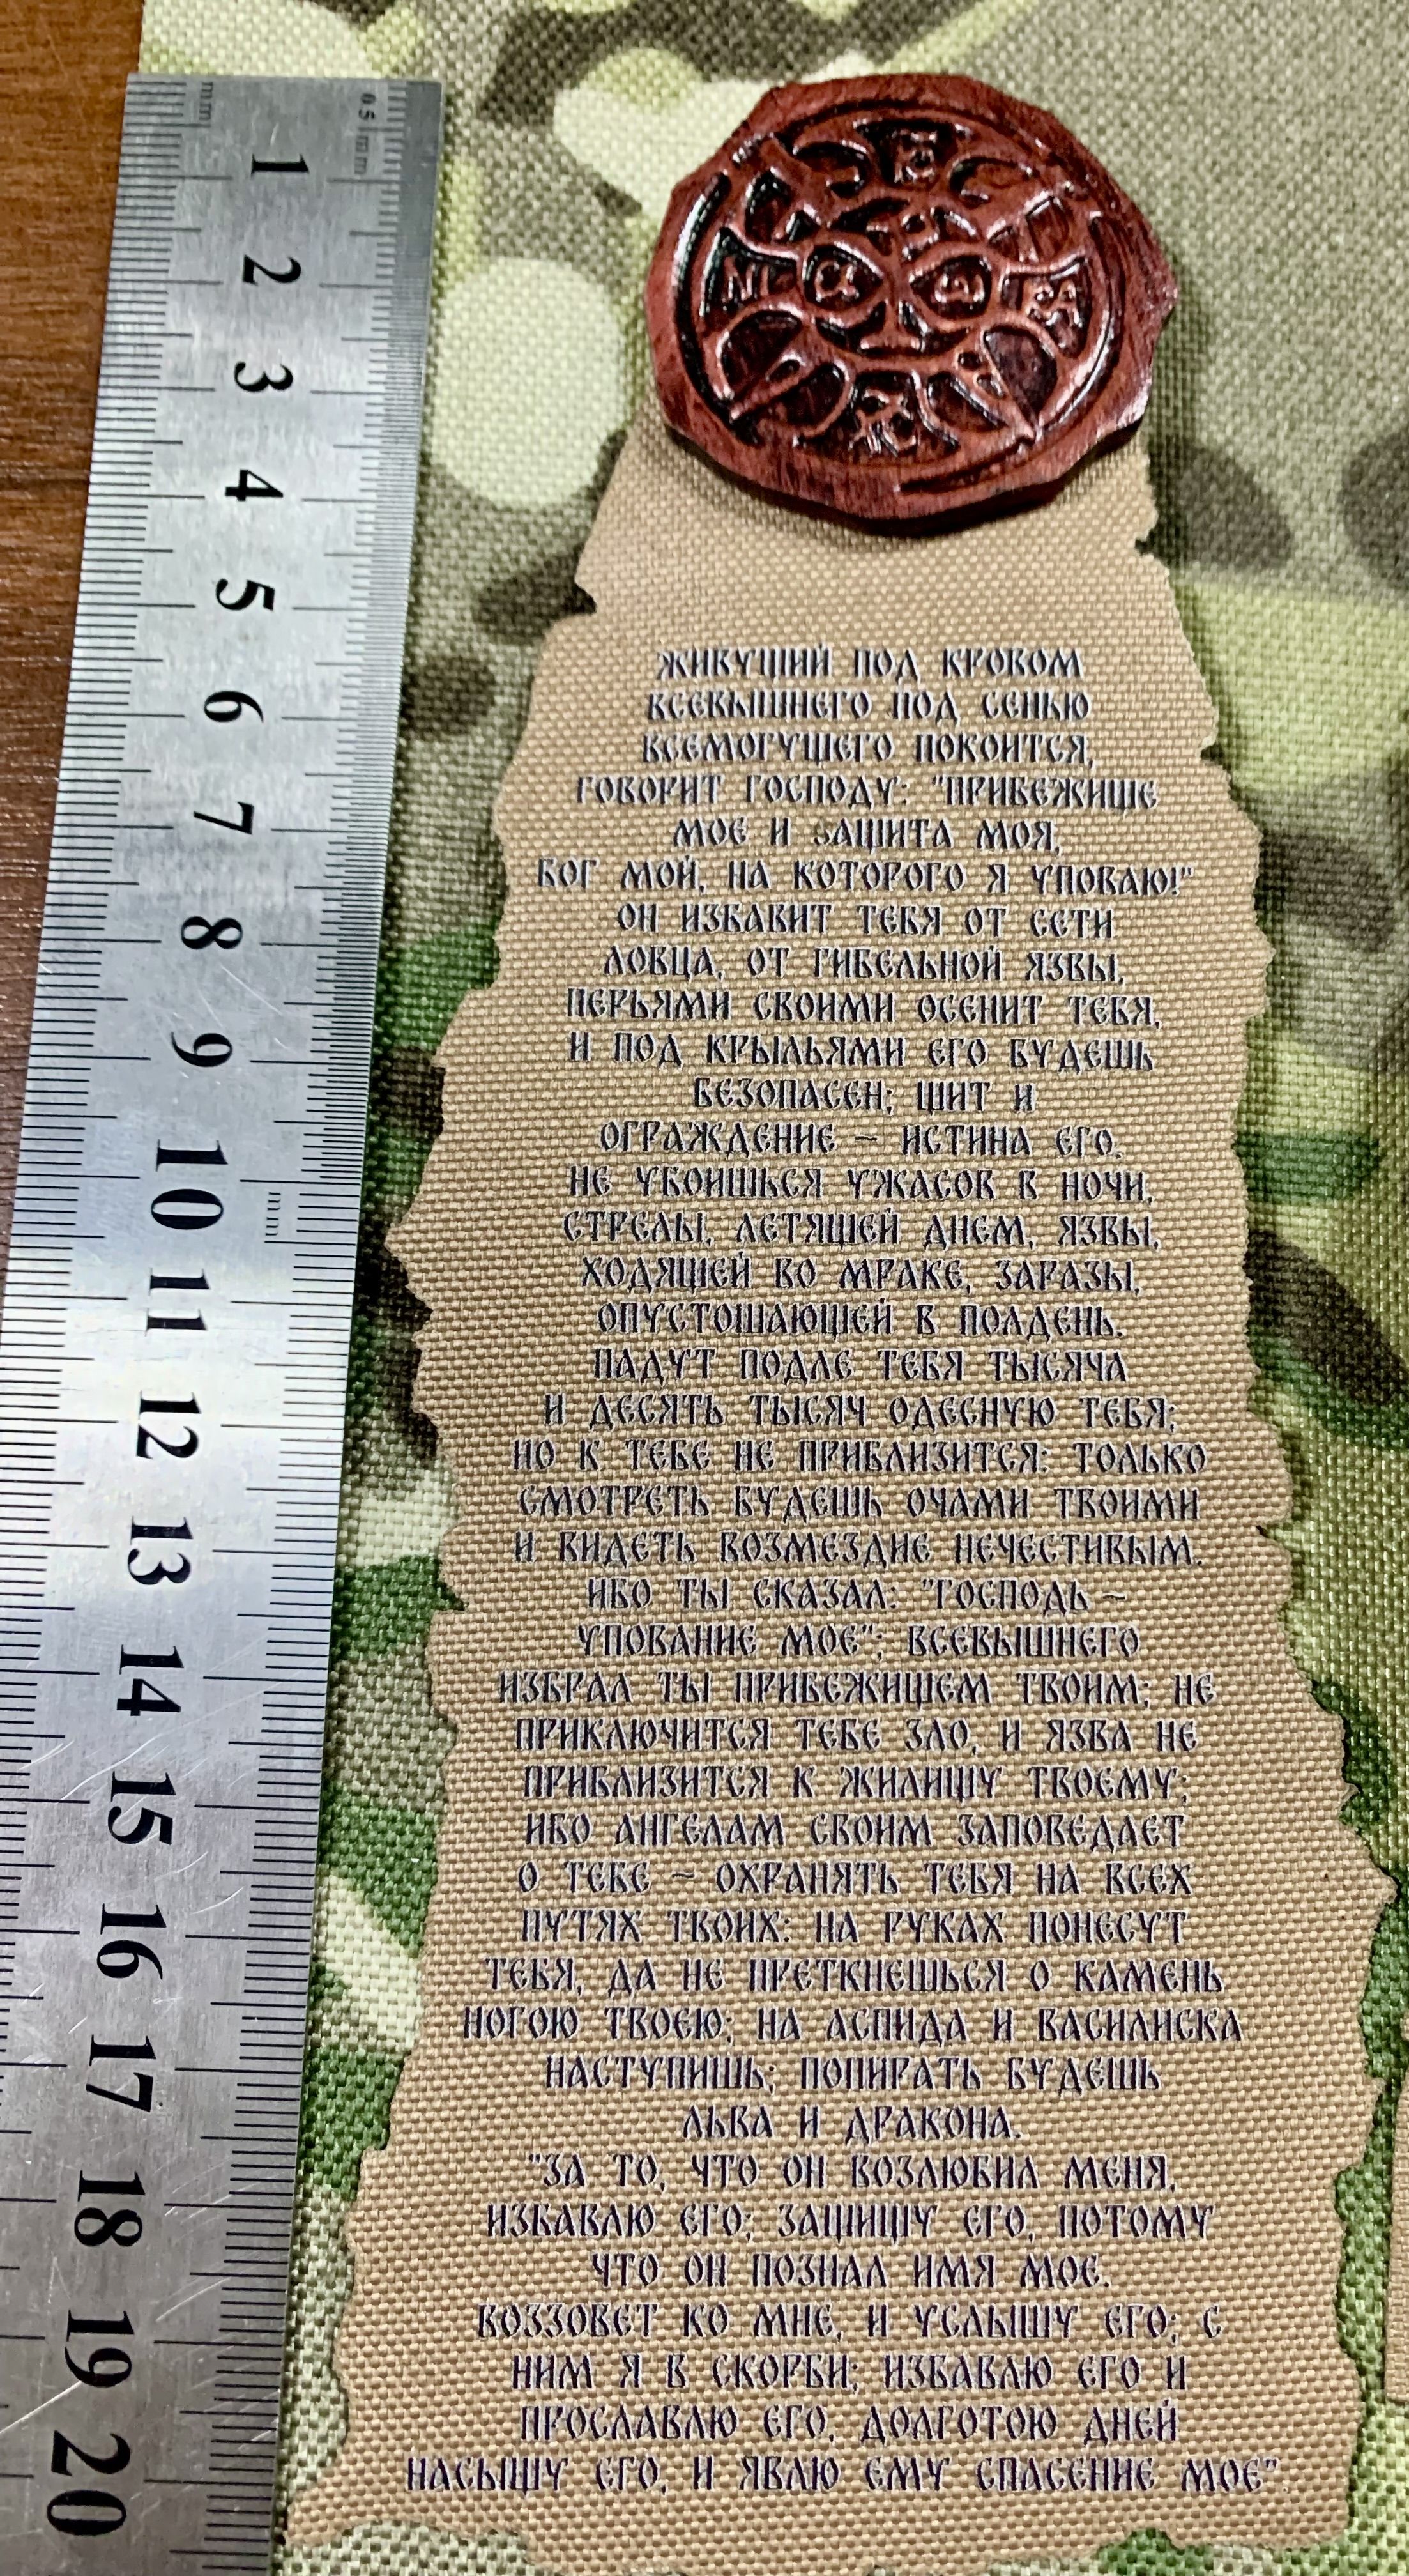 mm
0.5 mm
1
2
3
4
5
6
7
8
9
10
mm
11
12
13
14
15
16
17
18
19
20
ЖИВУЩИЙ ПОД КРОВОМ
ВСЕВЫШНЕГО ПОД СЕНЬЮ
ВСЕМОГУЩЕГО ПОКОИТСЯ,
ГОВОРИТ ГОСПОДУ: "ПРИБЕЖИЩЕ
МОЕ И ЗАЩИТА МОЯ,
БОГ МОЙ, НА КОТОРОГО Я УПОВАЮ!"
ОН ИЗБАВИТ ТЕБЯ ОТ СЕТИ
ЛОВЦА, ОТ ГИБЕЛЬНОЙ ЯЗВЫ,
ПЕРЬЯМИ СВОИМИ ОСЕНИТ ТЕБЯ,
И ПОД КРЫЛЬЯМИ ЕГО БУДЕШЬ
БЕЗОПАСЕН; ЩИТ И
ОГРАЖДЕНИЕ – ИСТИНА ЕГО.
НЕ УБОИШЬСЯ УЖАСОВ В НОЧИ,
СТРЕЛЫ, ЛЕТЯЩЕЙ ДНЕМ, ЯЗВЫ,
ХОДЯЩЕЙ ВО МРАКЕ, ЗАРАЗЫ,
ОПУСТОШАЮЩЕЙ В ПОЛДЕНЬ.
ПАДУТ ПОДЛЕ ТЕБЯ ТЫСЯЧА
И ДЕСЯТЬ ТЫСЯЧ ОДЕСНУЮ ТЕБЯ;
НО К ТЕБЕ НЕ ПРИБЛИЗИТСЯ: ТОЛЬКО
СМОТРЕТЬ БУДЕШЬ ОЧАМИ ТВОИМИ
И ВИДЕТЬ ВОЗМЕЗДИЕ НЕЧЕСТИВЫМ.
ИБО ТЫ СКАЗАЛ: "ГОСПОДЬ –
УПОВАНИЕ МОЕ"; ВСЕВЫШНЕГО
ИЗБРАЛ ТЫ ПРИБЕЖИЩЕМ ТВОИМ; НЕ
ПРИКЛЮЧИТСЯ ТЕБЕ ЗЛО, И ЯЗВА НЕ
ПРИБЛИЗИТСЯ К ЖИЛИЩУ ТВОЕМУ;
ИБО АНГЕЛАМ СВОИМ ЗАПОВЕДАЕТ
О ТЕБЕ – ОХРАНЯТЬ ТЕБЯ НА ВСЕХ
ПУТЯХ ТВОИХ: НА РУКАХ ПОНЕСУТ
ТЕБЯ, ДА НЕ ПРЕТКНЕШЬСЯ О КАМЕНЬ
НОГОЮ ТВОЕЮ; НА АСПИДА И ВАСИЛИСКА
НАСТУПИШЬ; ПОПИРАТЬ БУДЕШЬ
ЛЬВА И ДРАКОНА.
"ЗА ТО, ЧТО ОН ВОЗЛЮБИЛ МЕНЯ,
ИЗБАВЛЮ ЕГО; ЗАЩИЩУ ЕГО, ПОТОМУ
ЧТО ОН ПОЗНАЛ ИМЯ МОЕ.
ВОЗЗОВЕТ КО МНЕ, И УСЛЫШУ ЕГО; С
НИМ Я В СКОРБИ; ИЗБАВЛЮ ЕГО И
ПРОСЛАВЛЮ ЕГО, ДОЛГОТОЮ ДНЕЙ
НАСЫЩУ ЕГО, И ЯВЛЮ ЕМУ СПАСЕНИЕ МОЕ".